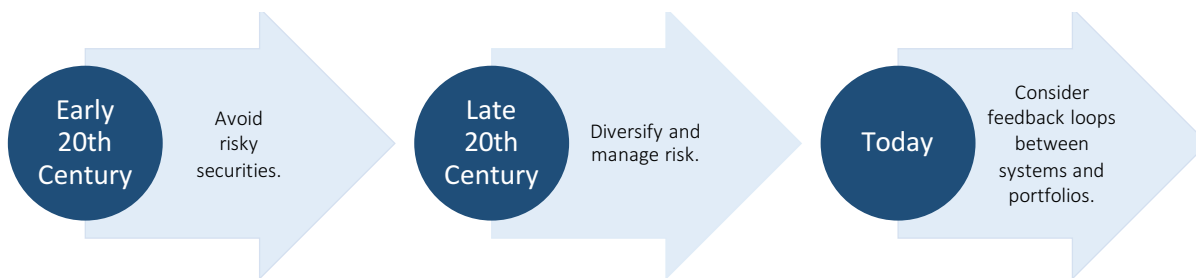 Early
20th
Century
Avoid
risky
securities.
Late
20th
Century
Diversify and
manage risk.
Today
Consider
feedback loops
between
systems and
portfolios.